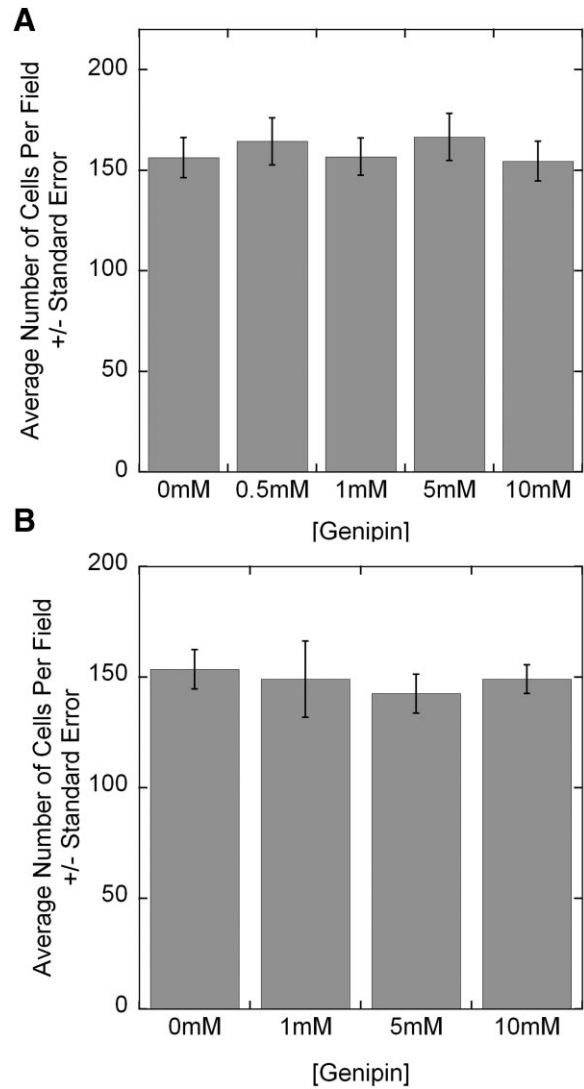 A
Average Number of Cells Per Field
+/- Standard Error
200
150
100
50
0
0mM 0.5mM 1mM 5mM 10mM
[Genipin]
B
Average Number of Cells Per Field
+/- Standard Error
200
150
100
50
0
0mM 1mM 5mM 10mM
[Genipin]